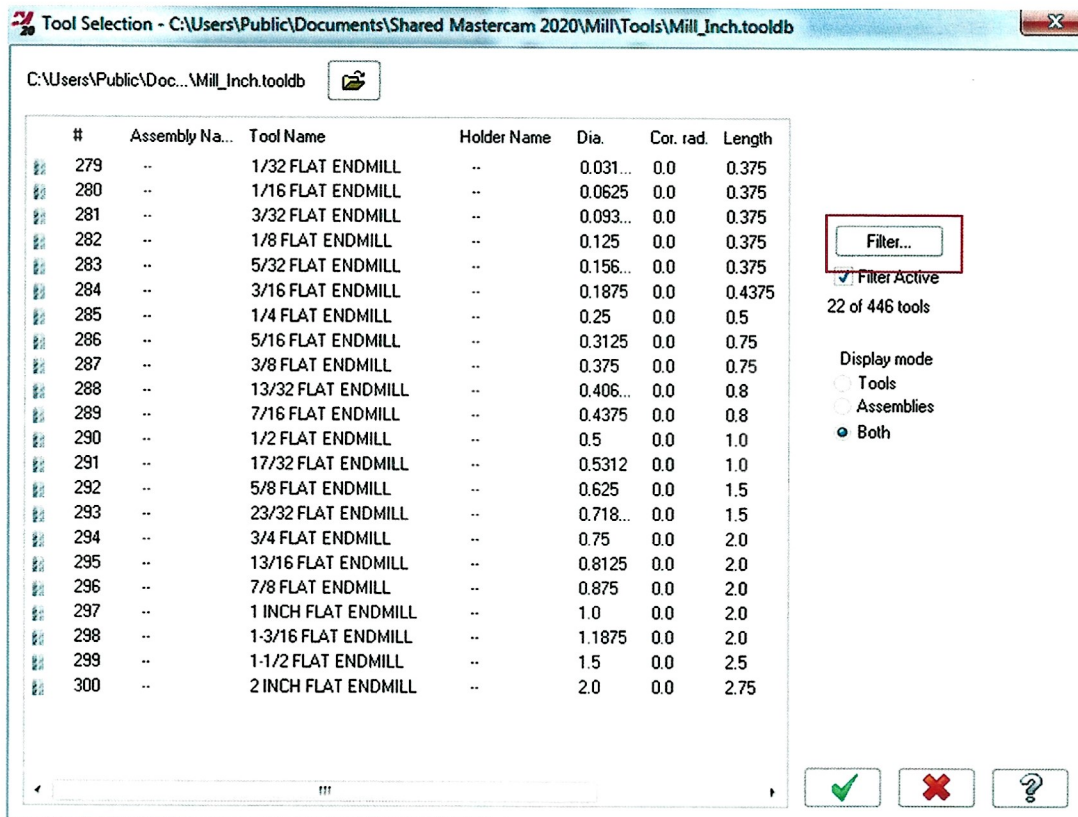 Tool Selection - C:\Users\Public\Documents\Shared Mastercam 2020\Mill\Tools\Mill_Inch.tooldb
C:\Users\Public\Doc...\Mill_Inch.tooldb
# Assembly Na... Tool Name Holder Name Dia. Cor. rad. Length
279 -- 1/32 FLAT ENDMILL -- 0.031... 0.0 0.375
280 -- 1/16 FLAT ENDMILL -- 0.0625 0.0 0.375
281 -- 3/32 FLAT ENDMILL -- 0.093... 0.0 0.375
282 -- 1/8 FLAT ENDMILL -- 0.125 0.0 0.375
283 -- 5/32 FLAT ENDMILL -- 0.156... 0.0 0.375
284 -- 3/16 FLAT ENDMILL -- 0.1875 0.0 0.4375
285 -- 1/4 FLAT ENDMILL -- 0.25 0.0 0.5
286 -- 5/16 FLAT ENDMILL -- 0.3125 0.0 0.75
287 -- 3/8 FLAT ENDMILL -- 0.375 0.0 0.75
288 -- 13/32 FLAT ENDMILL -- 0.406... 0.0 0.8
289 -- 7/16 FLAT ENDMILL -- 0.4375 0.0 0.8
290 -- 1/2 FLAT ENDMILL -- 0.5 0.0 1.0
291 -- 17/32 FLAT ENDMILL -- 0.5312 0.0 1.0
292 -- 5/8 FLAT ENDMILL -- 0.625 0.0 1.5
293 -- 23/32 FLAT ENDMILL -- 0.718... 0.0 1.5
294 -- 3/4 FLAT ENDMILL -- 0.75 0.0 2.0
295 -- 13/16 FLAT ENDMILL -- 0.8125 0.0 2.0
296 -- 7/8 FLAT ENDMILL -- 0.875 0.0 2.0
297 -- 1 INCH FLAT ENDMILL -- 1.0 0.0 2.0
298 -- 1-3/16 FLAT ENDMILL -- 1.1875 0.0 2.0
299 -- 1-1/2 FLAT ENDMILL -- 1.5 0.0 2.5
300 -- 2 INCH FLAT ENDMILL -- 2.0 0.0 2.75
Filter...
Filter Active
22 of 446 tools
Display mode
Tools
Assemblies
Both